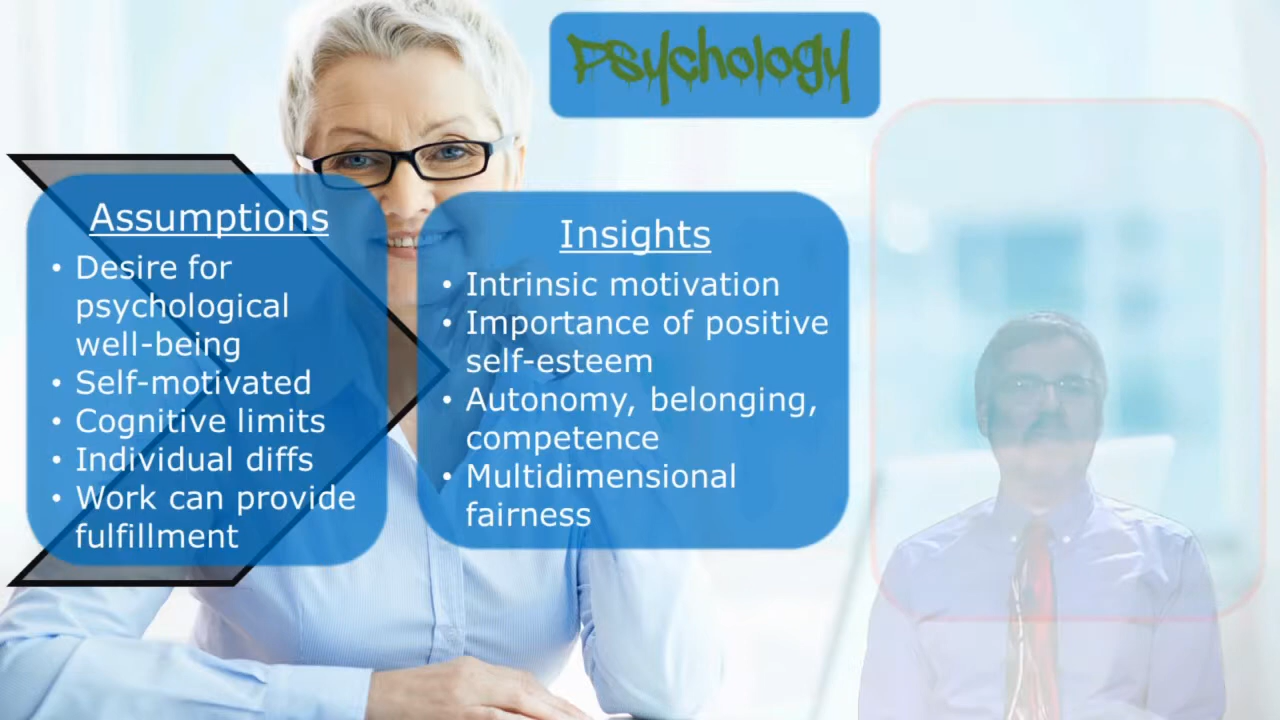 Psychology
Assumptions
• Desire for
psychological
well-being
• Self-motivated
• Cognitive limits
• Individual diffs
• Work can provide
fulfillment
Insights
• Intrinsic motivation
• Importance of positive
self-esteem
• Autonomy, belonging,
competence
• Multidimensional
fairness